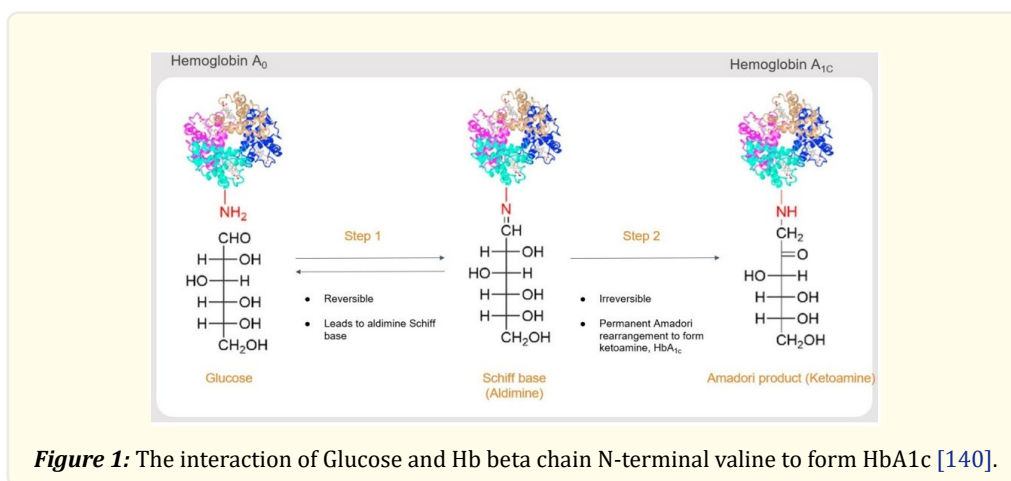 Hemoglobin A₀
Hemoglobin A₁C
NH₂
N
NH
CHO
H OH
HO H
H OH
H OH
CH₂OH
Glucose
Step 1
● Reversible
● Leads to aldimine Schiff
base
CH
H OH
HO H
H OH
H OH
CH₂OH
Schiff base
(Aldimine)
Step 2
● Irreversible
● Permanent Amadori
rearrangement to form
ketoamine, HbA₁c
CH₂
O
HO H
H OH
H OH
CH₂OH
Amadori product (Ketoamine)
Figure 1: The interaction of Glucose and Hb beta chain N-terminal valine to form HbA1c [140].